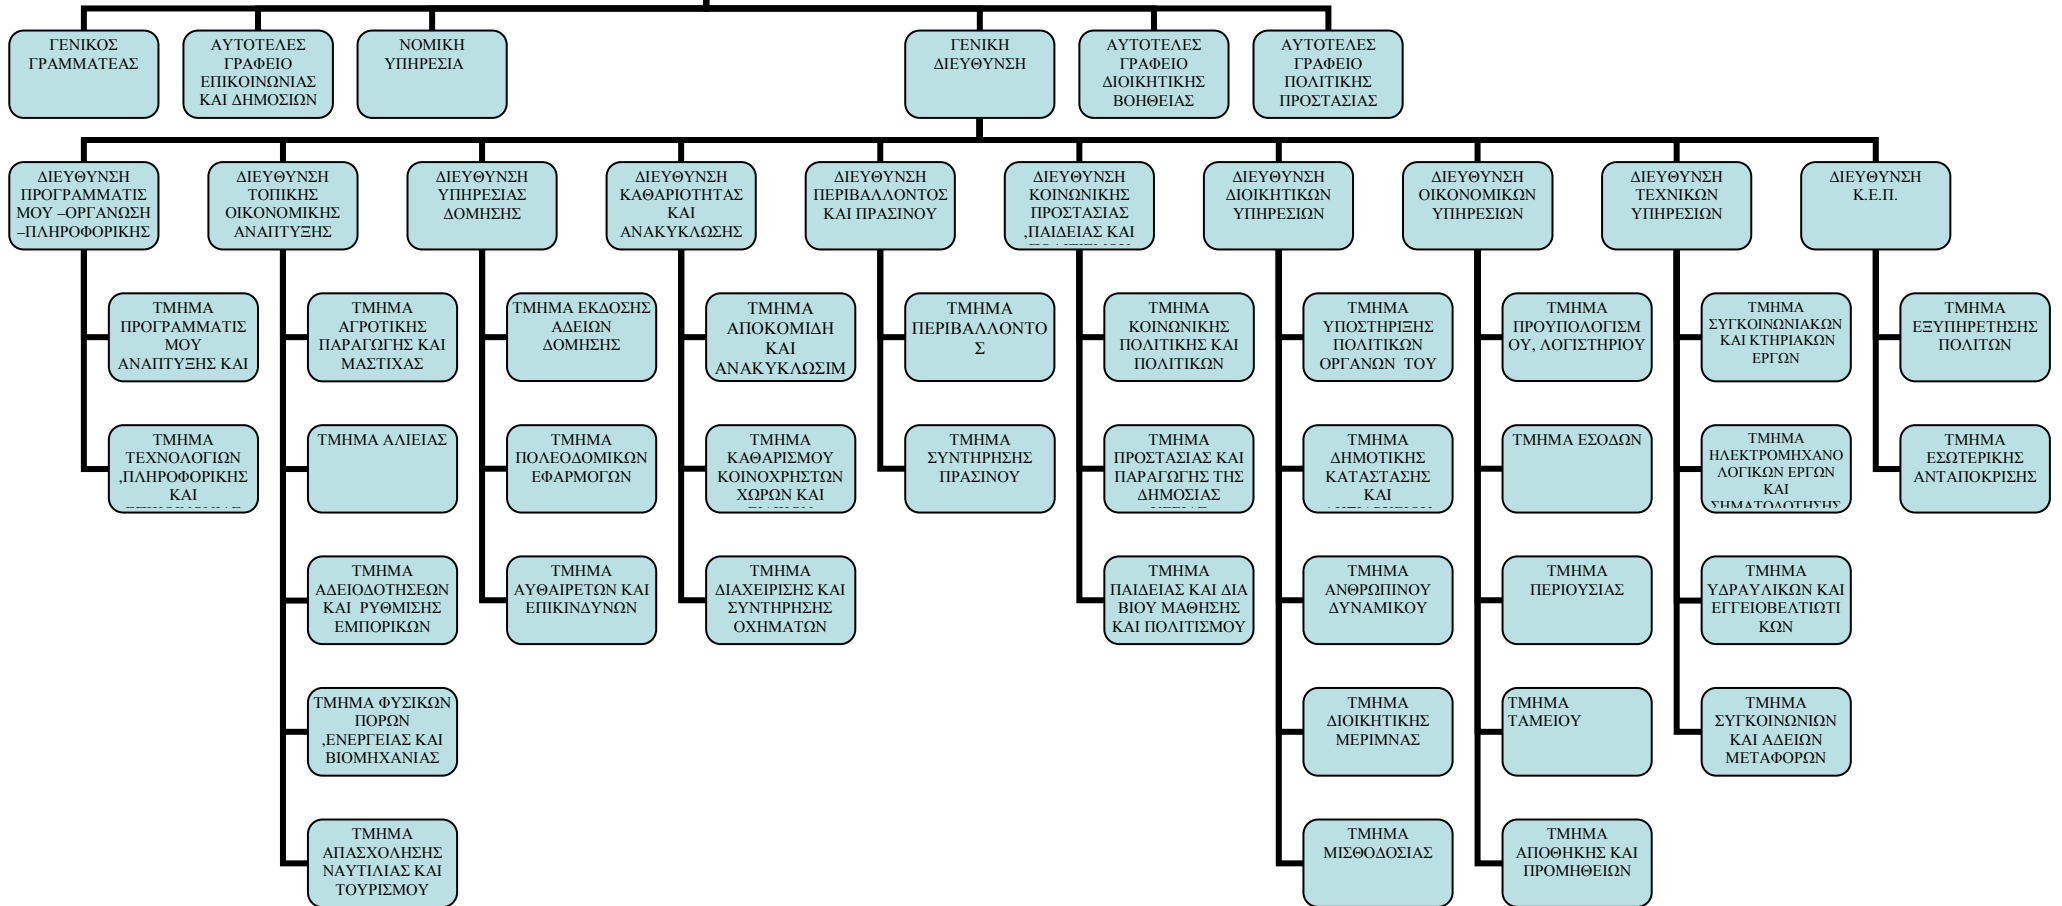 ΓΕΝΙΚΟΣ
ΓΡΑΜΜΑΤΕΑΣ
ΑΥΤΟΤΕΛΕΣ
ΓΡΑΦΕΙΟ
ΕΠΙΚΟΙΝΩΝΙΑΣ
ΚΑΙ ΔΗΜΟΣΙΩΝ
ΝΟΜΙΚΗ
ΥΠΗΡΕΣΙΑ
ΓΕΝΙΚΗ
ΔΙΕΥΘΥΝΣΗ
ΑΥΤΟΤΕΛΕΣ
ΓΡΑΦΕΙΟ
ΔΙΟΙΚΗΤΙΚΗΣ
ΒΟΗΘΕΙΑΣ
ΑΥΤΟΤΕΛΕΣ
ΓΡΑΦΕΙΟ
ΠΟΛΙΤΙΚΗΣ
ΠΡΟΣΤΑΣΙΑΣ
ΔΙΕΥΘΥΝΣΗ
ΠΡΟΓΡΑΜΜΑΤΙΣ
ΜΟΥ –ΟΡΓΑΝΩΣΗ
–ΠΛΗΡΟΦΟΡΙΚΗΣ
ΔΙΕΥΘΥΝΣΗ
ΤΟΠΙΚΗΣ
ΟΙΚΟΝΟΜΙΚΗΣ
ΑΝΑΠΤΥΞΗΣ
ΔΙΕΥΘΥΝΣΗ
ΥΠΗΡΕΣΙΑΣ
ΔΟΜΗΣΗΣ
ΔΙΕΥΘΥΝΣΗ
ΚΑΘΑΡΙΟΤΗΤΑΣ
ΚΑΙ
ΑΝΑΚΥΚΛΩΣΗΣ
ΔΙΕΥΘΥΝΣΗ
ΠΕΡΙΒΑΛΛΟΝΤΟΣ
ΚΑΙ ΠΡΑΣΙΝΟΥ
ΔΙΕΥΘΥΝΣΗ
ΚΟΙΝΩΝΙΚΗΣ
ΠΡΟΣΤΑΣΙΑΣ
,ΠΑΙΔΕΙΑΣ ΚΑΙ
ΔΙΕΥΘΥΝΣΗ
ΔΙΟΙΚΗΤΙΚΩΝ
ΥΠΗΡΕΣΙΩΝ
ΔΙΕΥΘΥΝΣΗ
ΟΙΚΟΝΟΜΙΚΩΝ
ΥΠΗΡΕΣΙΩΝ
ΔΙΕΥΘΥΝΣΗ
ΤΕΧΝΙΚΩΝ
ΥΠΗΡΕΣΙΩΝ
ΔΙΕΥΘΥΝΣΗ
Κ.Ε.Π.
ΤΜΗΜΑ
ΠΡΟΓΡΑΜΜΑΤΙΣ
ΜΟΥ
ΑΝΑΠΤΥΞΗΣ ΚΑΙ
ΤΜΗΜΑ
ΑΓΡΟΤΙΚΗΣ
ΠΑΡΑΓΩΓΗΣ ΚΑΙ
ΜΑΣΤΙΧΑΣ
ΤΜΗΜΑ ΕΚΔΟΣΗΣ
ΑΔΕΙΩΝ
ΔΟΜΗΣΗΣ
ΤΜΗΜΑ
ΑΠΟΚΟΜΙΔΗ
ΚΑΙ
ΑΝΑΚΥΚΛΩΣΙΜ
ΤΜΗΜΑ
ΠΕΡΙΒΑΛΛΟΝΤΟ
Σ
ΤΜΗΜΑ
ΚΟΙΝΩΝΙΚΗΣ
ΠΟΛΙΤΙΚΗΣ ΚΑΙ
ΠΟΛΙΤΙΚΩΝ
ΤΜΗΜΑ
ΥΠΟΣΤΗΡΙΞΗΣ
ΠΟΛΙΤΙΚΩΝ
ΟΡΓΑΝΩΝ ΤΟΥ
ΤΜΗΜΑ
ΠΡΟΥΠΟΛΟΓΙΣΜ
ΟΥ, ΛΟΓΙΣΤΗΡΙΟΥ
ΤΜΗΜΑ
ΣΥΓΚΟΙΝΩΝΙΑΚΩΝ
ΚΑΙ ΚΤΗΡΙΑΚΩΝ
ΕΡΓΩΝ
ΤΜΗΜΑ
ΕΞΥΠΗΡΕΤΗΣΗΣ
ΠΟΛΙΤΩΝ
ΤΜΗΜΑ
ΤΕΧΝΟΛΟΓΙΩΝ
,ΠΛΗΡΟΦΟΡΙΚΗΣ
ΚΑΙ
ΤΜΗΜΑ ΑΛΙΕΙΑΣ
ΤΜΗΜΑ
ΠΟΛΕΟΔΟΜΙΚΩΝ
ΕΦΑΡΜΟΓΩΝ
ΤΜΗΜΑ
ΚΑΘΑΡΙΣΜΟΥ
ΚΟΙΝΟΧΡΗΣΤΩΝ
ΧΩΡΩΝ ΚΑΙ
ΤΜΗΜΑ
ΣΥΝΤΗΡΗΣΗΣ
ΠΡΑΣΙΝΟΥ
ΤΜΗΜΑ
ΠΡΟΣΤΑΣΙΑΣ ΚΑΙ
ΠΑΡΑΓΩΓΗΣ ΤΗΣ
ΔΗΜΟΣΙΑΣ
ΤΜΗΜΑ
ΔΗΜΟΤΙΚΗΣ
ΚΑΤΑΣΤΑΣΗΣ
ΚΑΙ
ΤΜΗΜΑ ΕΣΟΔΩΝ
ΤΜΗΜΑ
ΗΛΕΚΤΡΟΜΗΧΑΝΟ
ΛΟΓΙΚΩΝ ΕΡΓΩΝ
ΚΑΙ
ΣΗΜΑΤΟΔΟΤΗΣΗΣ
ΤΜΗΜΑ
ΕΣΩΤΕΡΙΚΗΣ
ΑΝΤΑΠΟΚΡΙΣΗΣ
ΤΜΗΜΑ
ΑΔΕΙΟΔΟΤΗΣΕΩΝ
ΚΑΙ ΡΥΘΜΙΣΗΣ
ΕΜΠΟΡΙΚΩΝ
ΤΜΗΜΑ
ΑΥΘΑΙΡΕΤΩΝ ΚΑΙ
ΕΠΙΚΙΝΔΥΝΩΝ
ΤΜΗΜΑ
ΔΙΑΧΕΙΡΙΣΗΣ ΚΑΙ
ΣΥΝΤΗΡΗΣΗΣ
ΟΧΗΜΑΤΩΝ
ΤΜΗΜΑ
ΠΑΙΔΕΙΑΣ ΚΑΙ ΔΙΑ
ΒΙΟΥ ΜΑΘΗΣΗΣ
ΚΑΙ ΠΟΛΙΤΙΣΜΟΥ
ΤΜΗΜΑ
ΑΝΘΡΩΠΙΝΟΥ
ΔΥΝΑΜΙΚΟΥ
ΤΜΗΜΑ
ΠΕΡΙΟΥΣΙΑΣ
ΤΜΗΜΑ
ΥΔΡΑΥΛΙΚΩΝ ΚΑΙ
ΕΓΓΕΙΟΒΕΛΤΙΩΤΙ
ΚΩΝ
ΤΜΗΜΑ ΦΥΣΙΚΩΝ
ΠΟΡΩΝ
,ΕΝΕΡΓΕΙΑΣ ΚΑΙ
ΒΙΟΜΗΧΑΝΙΑΣ
ΤΜΗΜΑ
ΔΙΟΙΚΗΤΙΚΗΣ
ΜΕΡΙΜΝΑΣ
ΤΜΗΜΑ
ΤΑΜΕΙΟΥ
ΤΜΗΜΑ
ΣΥΓΚΟΙΝΩΝΙΩΝ
ΚΑΙ ΑΔΕΙΩΝ
ΜΕΤΑΦΟΡΩΝ
ΤΜΗΜΑ
ΑΠΑΣΧΟΛΗΣΗΣ
ΝΑΥΤΙΛΙΑΣ ΚΑΙ
ΤΟΥΡΙΣΜΟΥ
ΤΜΗΜΑ
ΜΙΣΘΟΔΟΣΙΑΣ
ΤΜΗΜΑ
ΑΠΟΘΗΚΗΣ ΚΑΙ
ΠΡΟΜΗΘΕΙΩΝ